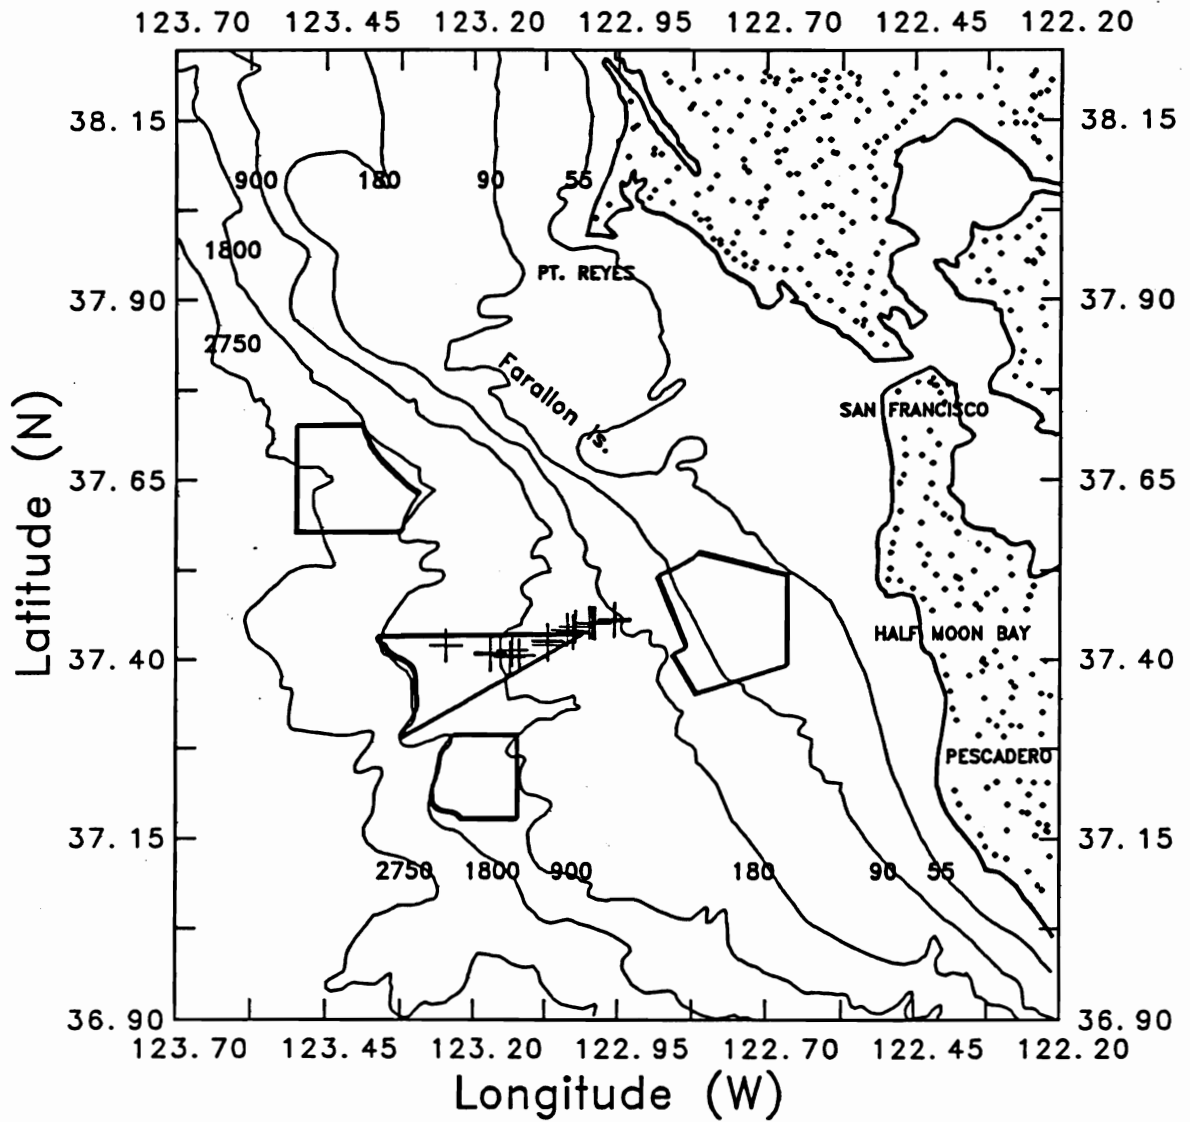 123.70 123.45 123.20 122.95 122.70 122.45 122.20
38.15 38.15
900 180 90 55
1800
PT. REYES
37.90 37.90
2750
Farallon Is.
SAN FRANCISCO
37.65 37.65
HALF MOON BAY
37.40 37.40
PESCADERO
37.15 37.15
2750 1800 900 180 90 55
36.90 36.90
123.70 123.45 123.20 122.95 122.70 122.45 122.20
Longitude (W)
Latitude (N)